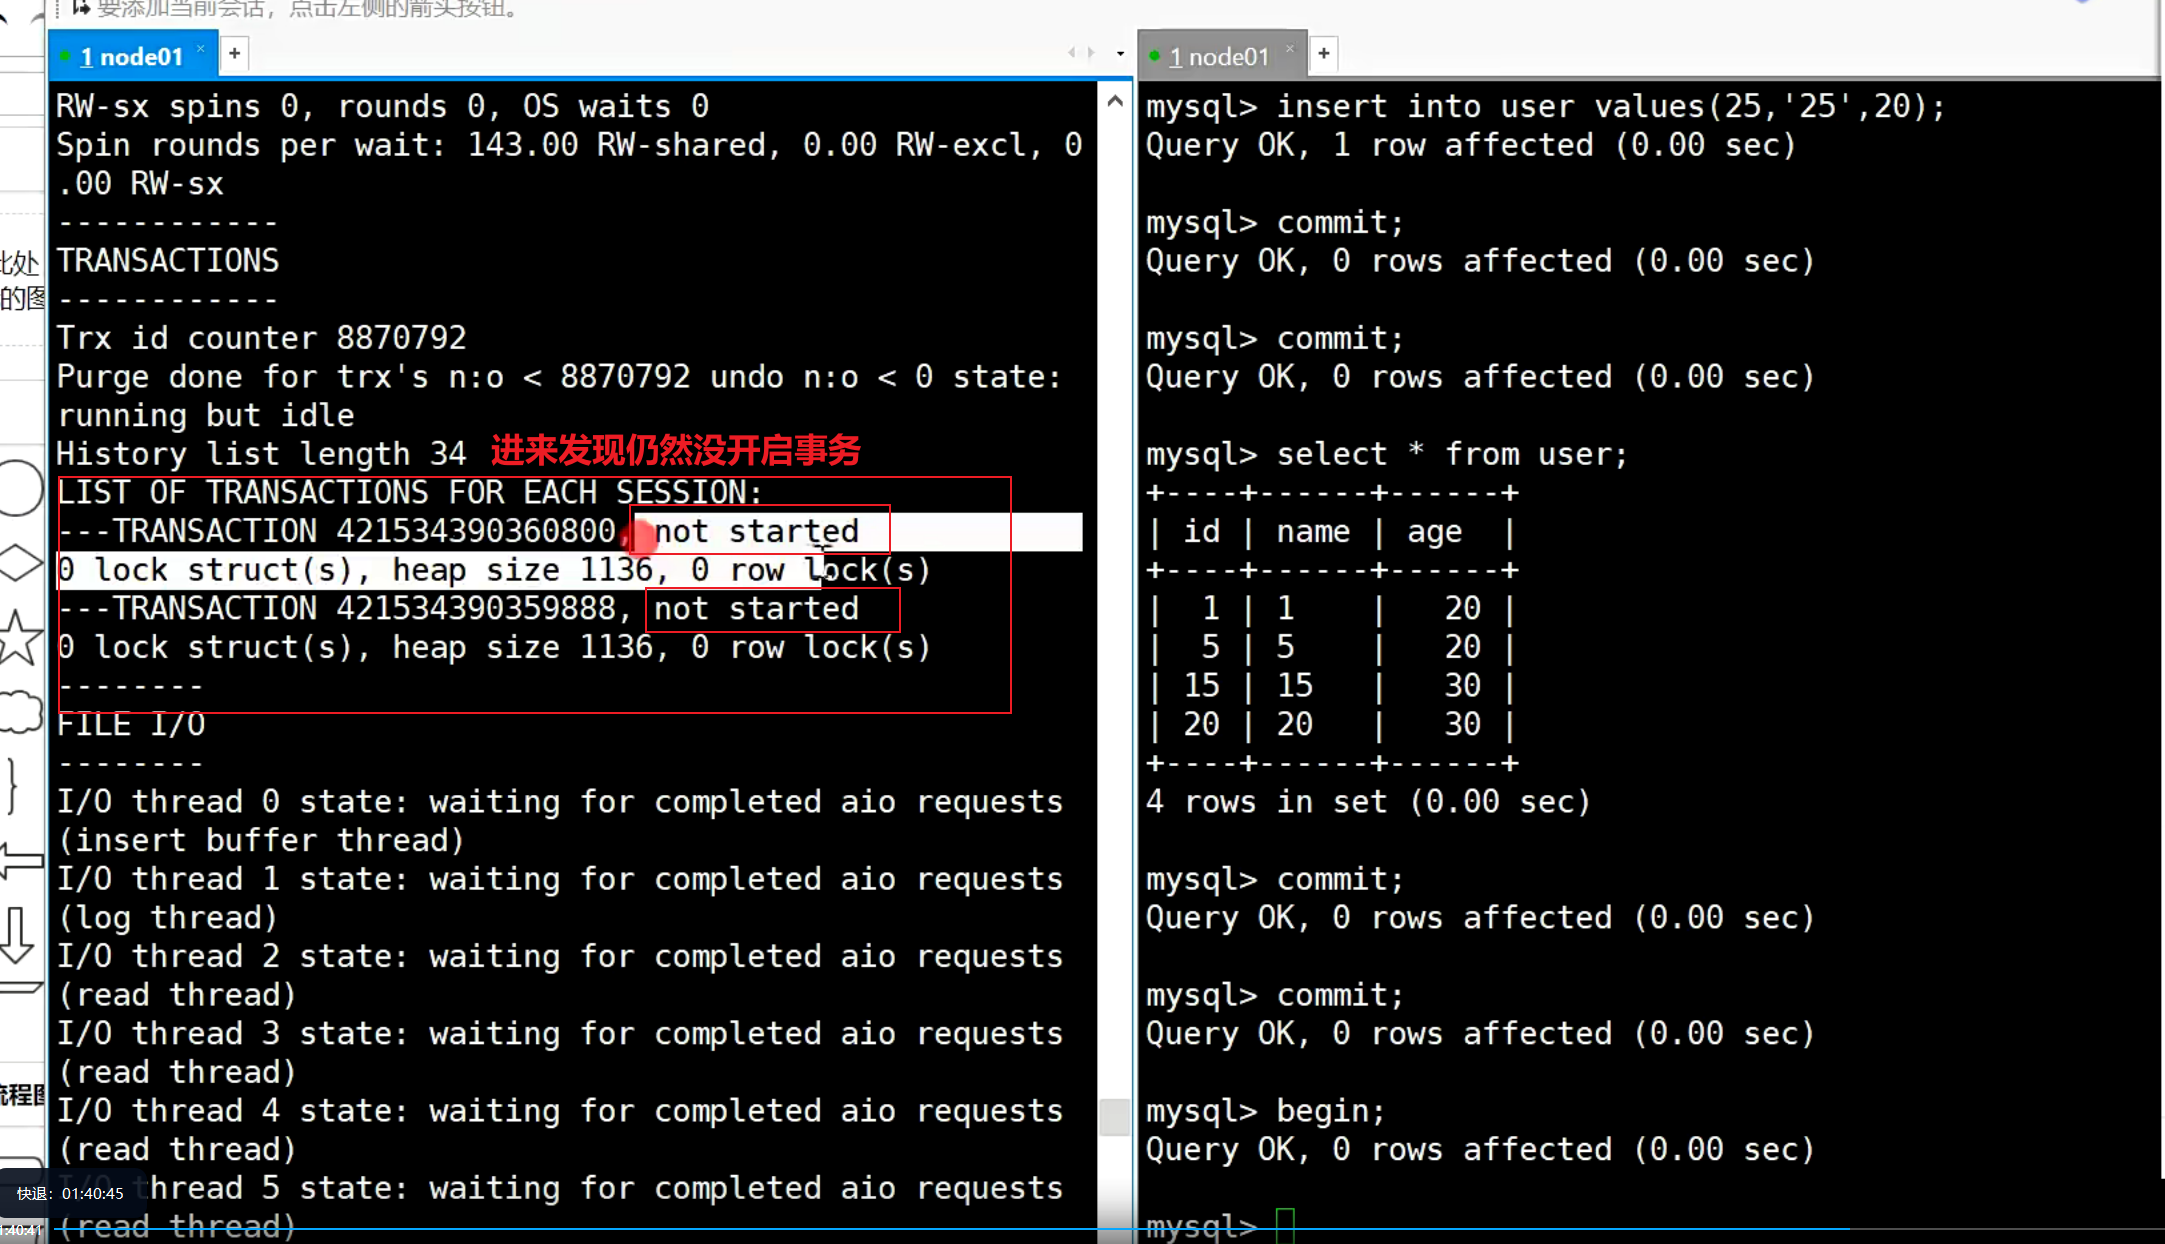 要添加当前会话，点击左侧的箭头按钮。
1 node01
RW-sx spins 0, rounds 0, OS waits 0
Spin rounds per wait: 143.00 RW-shared, 0.00 RW-excl, 0
.00 RW-sx
------------
TRANSACTIONS
------------
Trx id counter 8870792
Purge done for trx's n:o < 8870792 undo n:o < 0 state:
running but idle
History list length 34
进来发现仍然没开启事务
LIST OF TRANSACTIONS FOR EACH SESSION:
---TRANSACTION 421534390360800, not started
0 lock struct(s), heap size 1136, 0 row lock(s)
---TRANSACTION 421534390359888, not started
0 lock struct(s), heap size 1136, 0 row lock(s)
--------
FILE I/O
--------
I/O thread 0 state: waiting for completed aio requests
(insert buffer thread)
I/O thread 1 state: waiting for completed aio requests
(log thread)
I/O thread 2 state: waiting for completed aio requests
(read thread)
I/O thread 3 state: waiting for completed aio requests
(read thread)
I/O thread 4 state: waiting for completed aio requests
(read thread)
I/O thread 5 state: waiting for completed aio requests
(read thread)
1 node01
mysql> insert into user values(25,'25',20);
Query OK, 1 row affected (0.00 sec)
mysql> commit;
Query OK, 0 rows affected (0.00 sec)
mysql> commit;
Query OK, 0 rows affected (0.00 sec)
mysql> select * from user;
+----+------+------+
| id | name | age  |
+----+------+------+
|  1 | 1    |   20 |
|  5 | 5    |   20 |
| 15 | 15   |   30 |
| 20 | 20   |   30 |
+----+------+------+
4 rows in set (0.00 sec)
mysql> commit;
Query OK, 0 rows affected (0.00 sec)
mysql> commit;
Query OK, 0 rows affected (0.00 sec)
mysql> begin;
Query OK, 0 rows affected (0.00 sec)
mysql>
此处
的图
流程图
快退：01:40:45
1:40:41